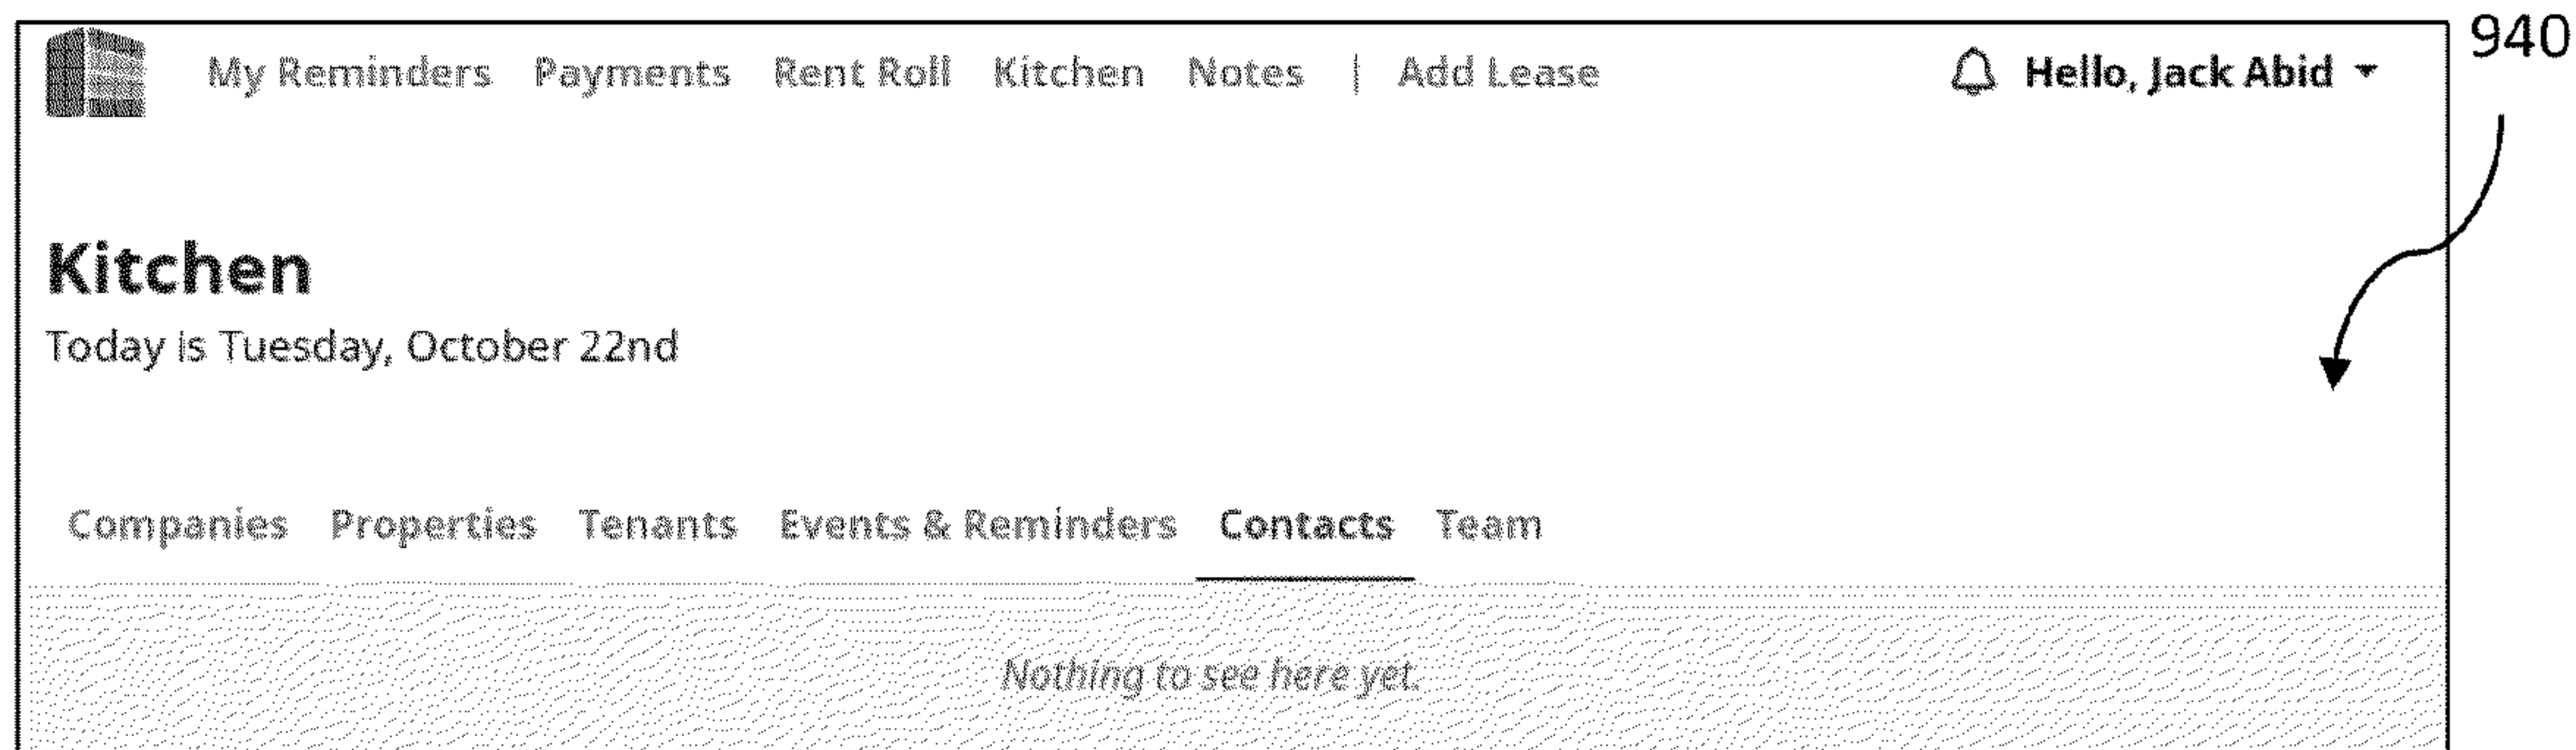 My Reminders Payments Rent Roll Kitchen Notes | Add Lease Hello, Jack Abid 940
Kitchen
Today is Tuesday, October 22nd
Companies Properties Tenants Events & Reminders Contacts Team
Nothing to see here yet.